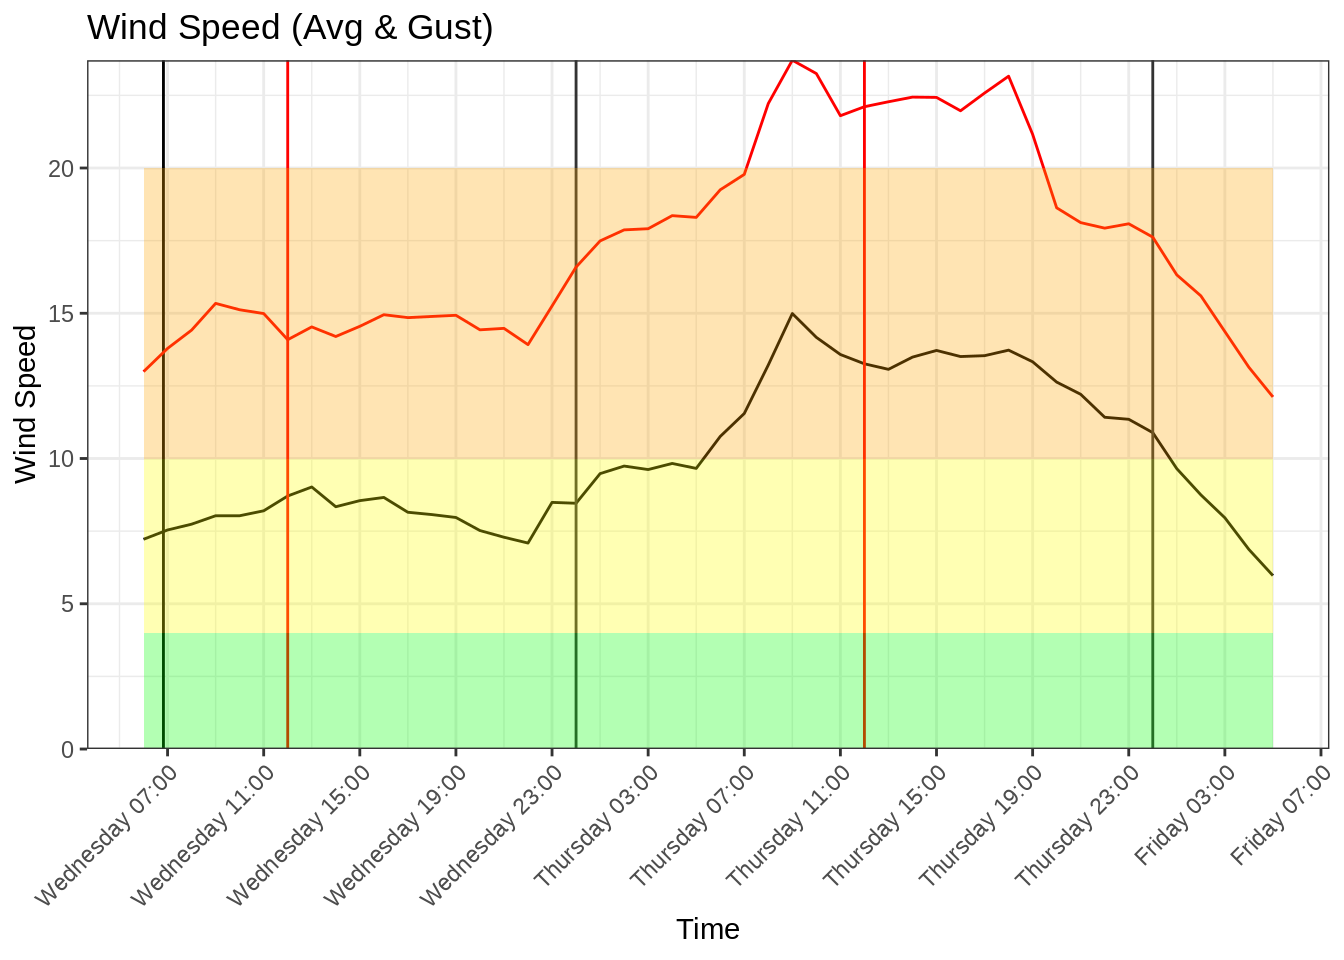 Wind Speed (Avg & Gust)
Wind Speed
20
15
10
5
0
Wednesday 07:00
Wednesday 11:00
Wednesday 15:00
Wednesday 19:00
Wednesday 23:00
Thursday 03:00
Thursday 07:00
Thursday 11:00
Thursday 15:00
Thursday 19:00
Thursday 23:00
Friday 03:00
Friday 07:00
Time